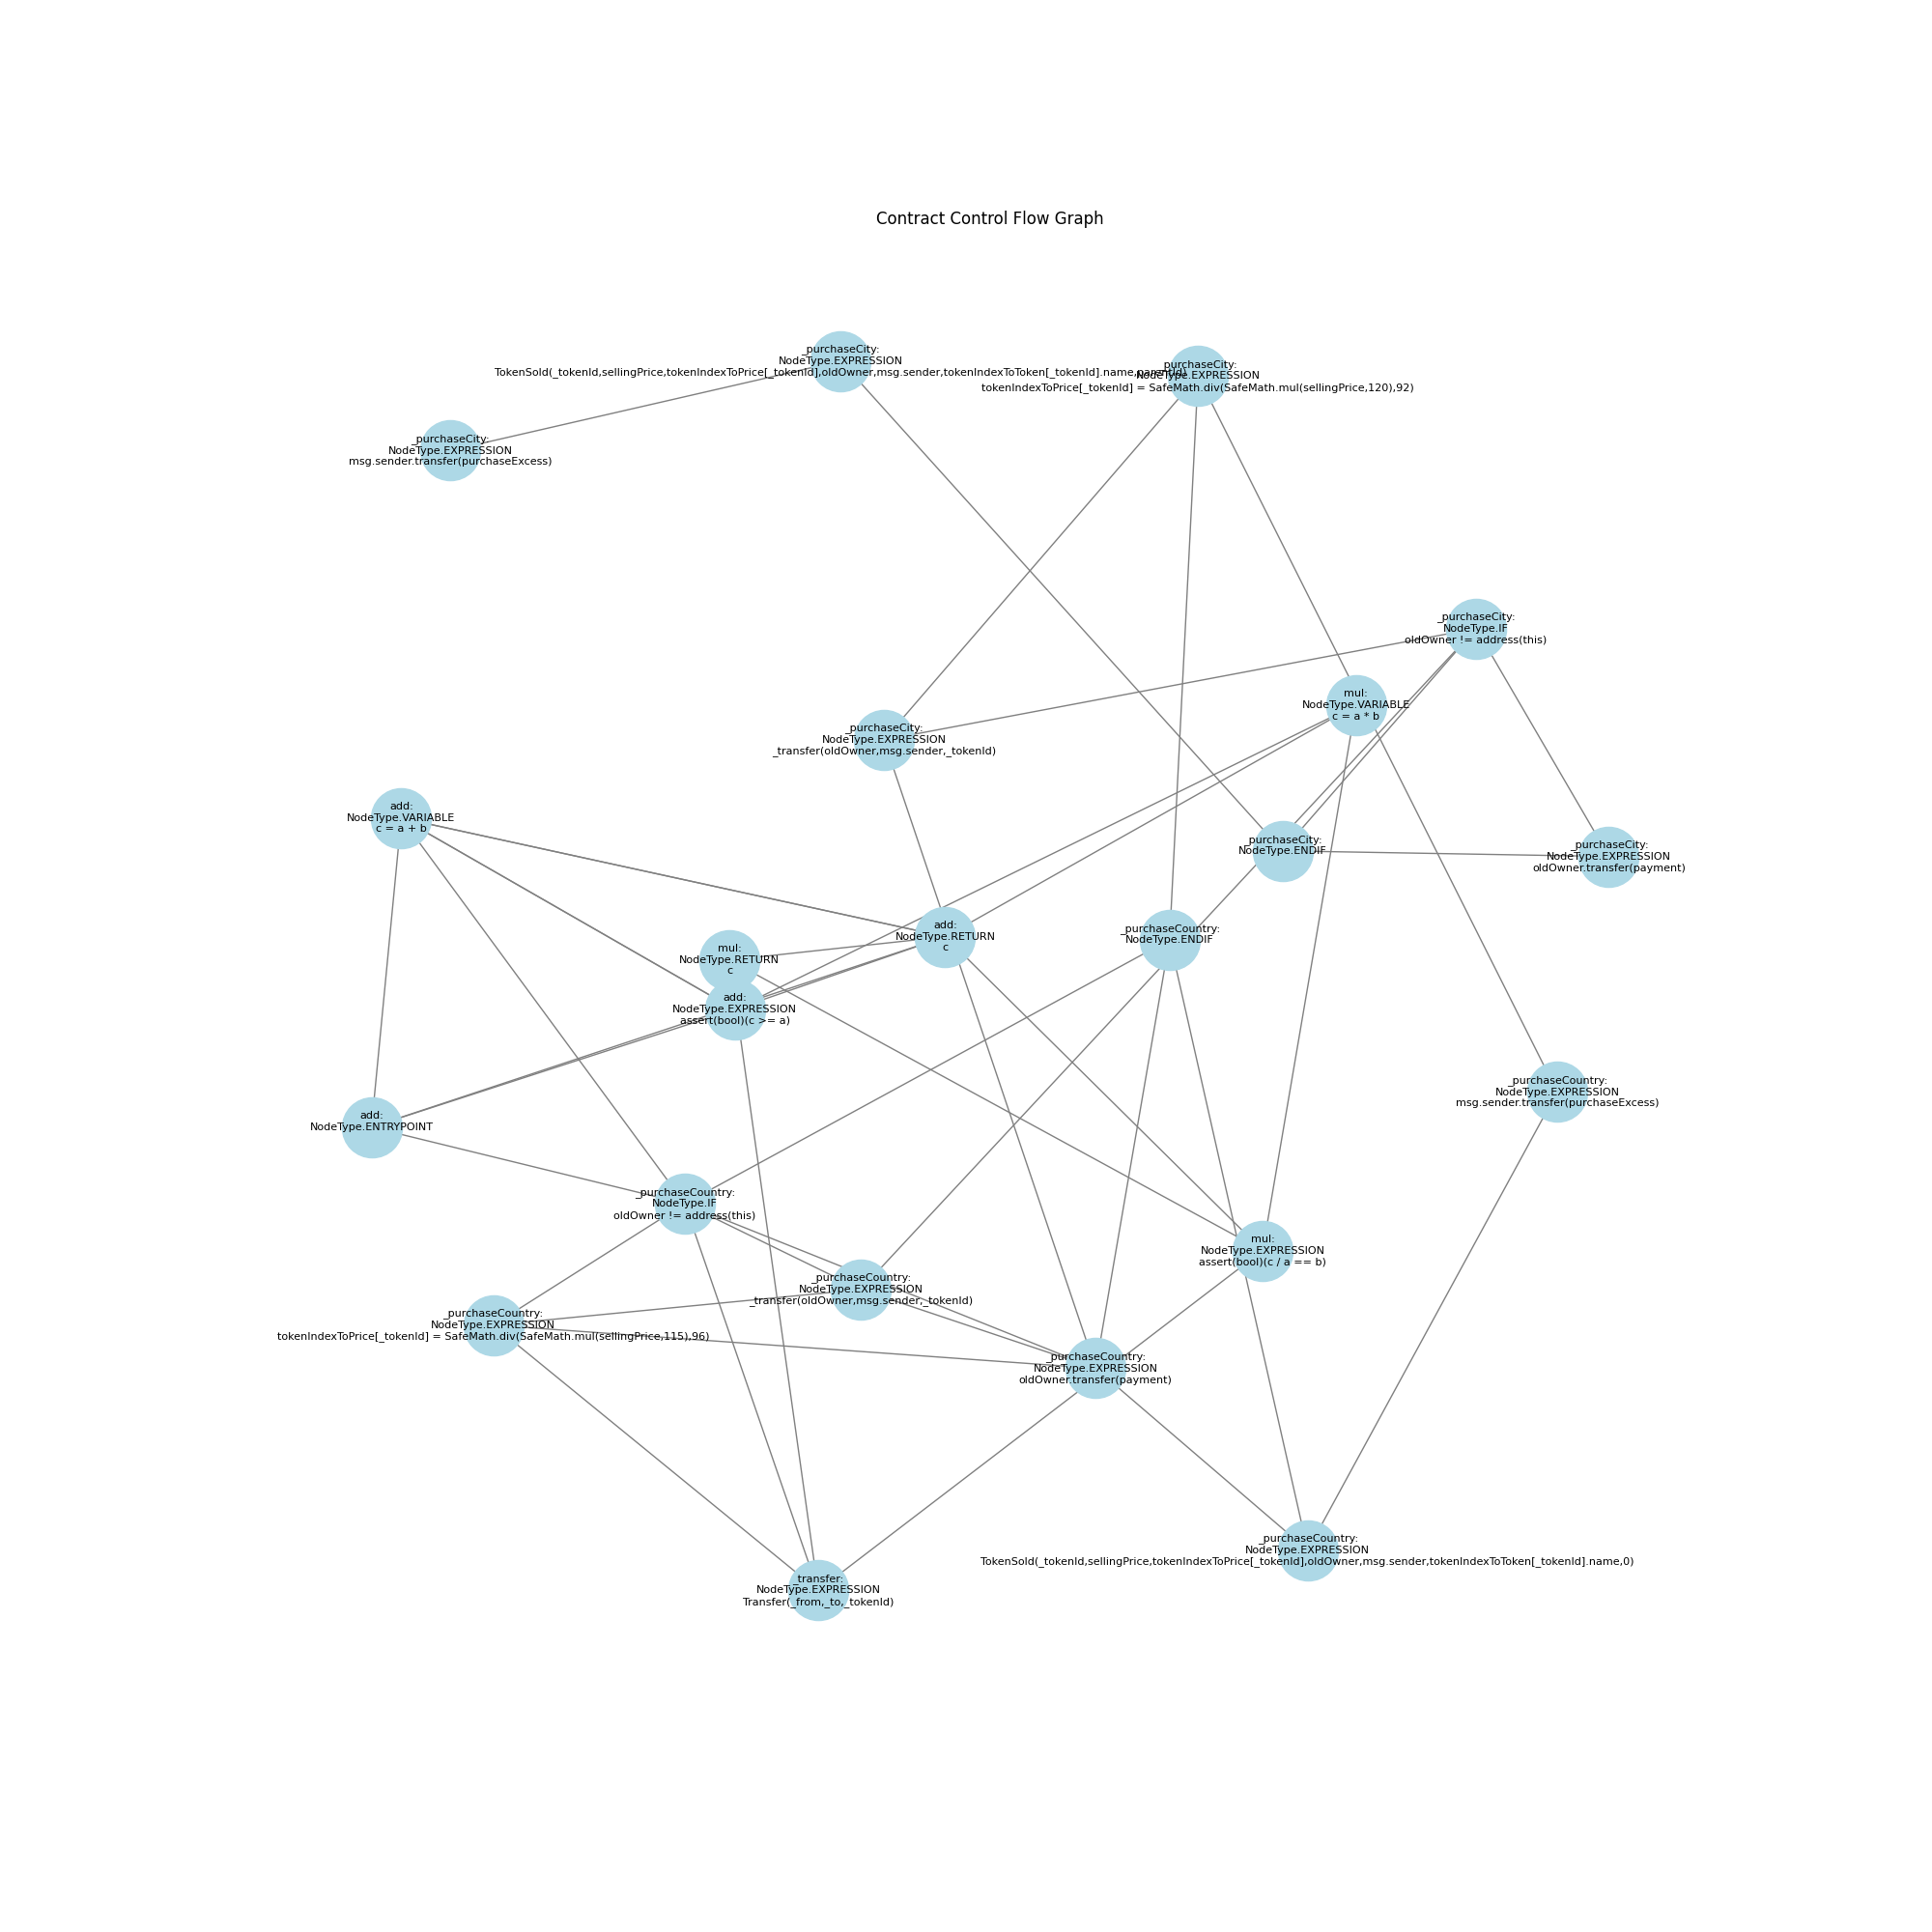 Contract Control Flow Graph
_purchaseCity:
NodeType.EXPRESSION
TokenSold(_tokenId,sellingPrice,tokenIndexToPrice[_tokenId],oldOwner,msg.sender,tokenIndexToToken[_tokenId].name,parentId)
_purchaseCity:
NodeType.EXPRESSION
tokenIndexToPrice[_tokenId] = SafeMath.div(SafeMath.mul(sellingPrice,120),92)
_purchaseCity:
NodeType.EXPRESSION
msg.sender.transfer(purchaseExcess)
_purchaseCity:
NodeType.IF
oldOwner != address(this)
mul:
NodeType.VARIABLE
c = a * b
_purchaseCity:
NodeType.EXPRESSION
_transfer(oldOwner,msg.sender,_tokenId)
add:
NodeType.VARIABLE
c = a + b
_purchaseCity:
NodeType.ENDIF
_purchaseCity:
NodeType.EXPRESSION
oldOwner.transfer(payment)
add:
NodeType.RETURN
c
_purchaseCountry:
NodeType.ENDIF
mul:
NodeType.RETURN
c
add:
NodeType.EXPRESSION
assert(bool)(c >= a)
_purchaseCountry:
NodeType.EXPRESSION
msg.sender.transfer(purchaseExcess)
add:
NodeType.ENTRYPOINT
_purchaseCountry:
NodeType.IF
oldOwner != address(this)
mul:
NodeType.EXPRESSION
assert(bool)(c / a == b)
_purchaseCountry:
NodeType.EXPRESSION
_transfer(oldOwner,msg.sender,_tokenId)
_purchaseCountry:
NodeType.EXPRESSION
tokenIndexToPrice[_tokenId] = SafeMath.div(SafeMath.mul(sellingPrice,115),96)
_purchaseCountry:
NodeType.EXPRESSION
oldOwner.transfer(payment)
_purchaseCountry:
NodeType.EXPRESSION
TokenSold(_tokenId,sellingPrice,tokenIndexToPrice[_tokenId],oldOwner,msg.sender,tokenIndexToToken[_tokenId].name,0)
_transfer:
NodeType.EXPRESSION
Transfer(_from,_to,_tokenId)